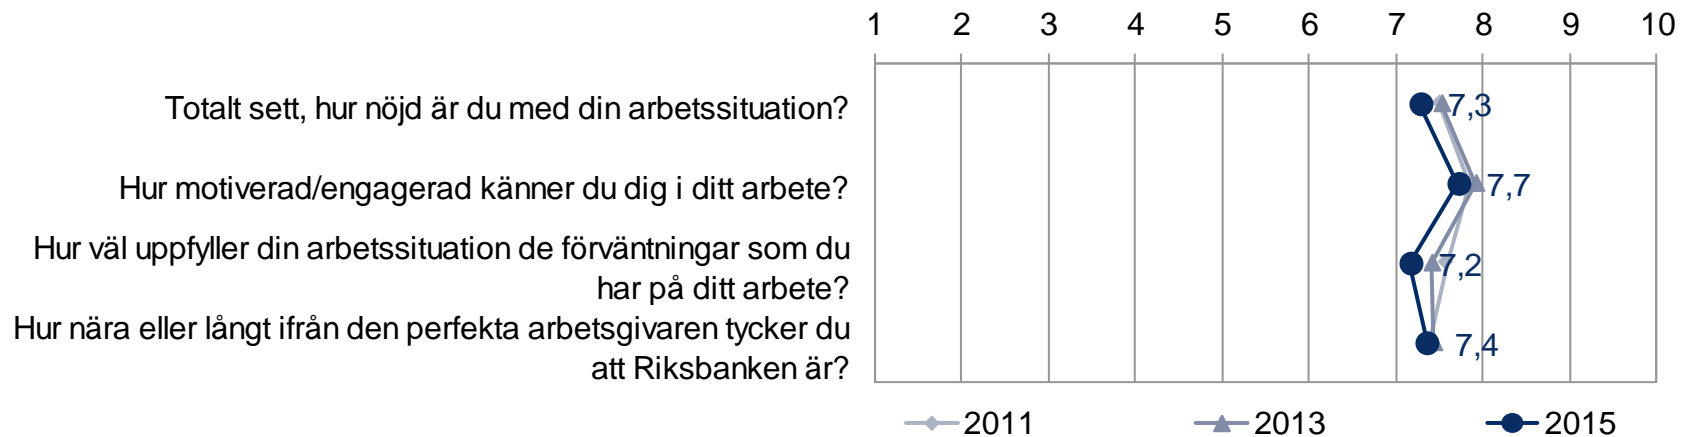 1 2 3 4 5 6 7 8 9 10
Totalt sett, hur nöjd är du med din arbetssituation?
7,3
Hur motiverad/engagerad känner du dig i ditt arbete?
7,7
Hur väl uppfyller din arbetssituation de förväntningar som du
har på ditt arbete?
7,2
Hur nära eller långt ifrån den perfekta arbetsgivaren tycker du
att Riksbanken är?
7,4
2011 2013 2015